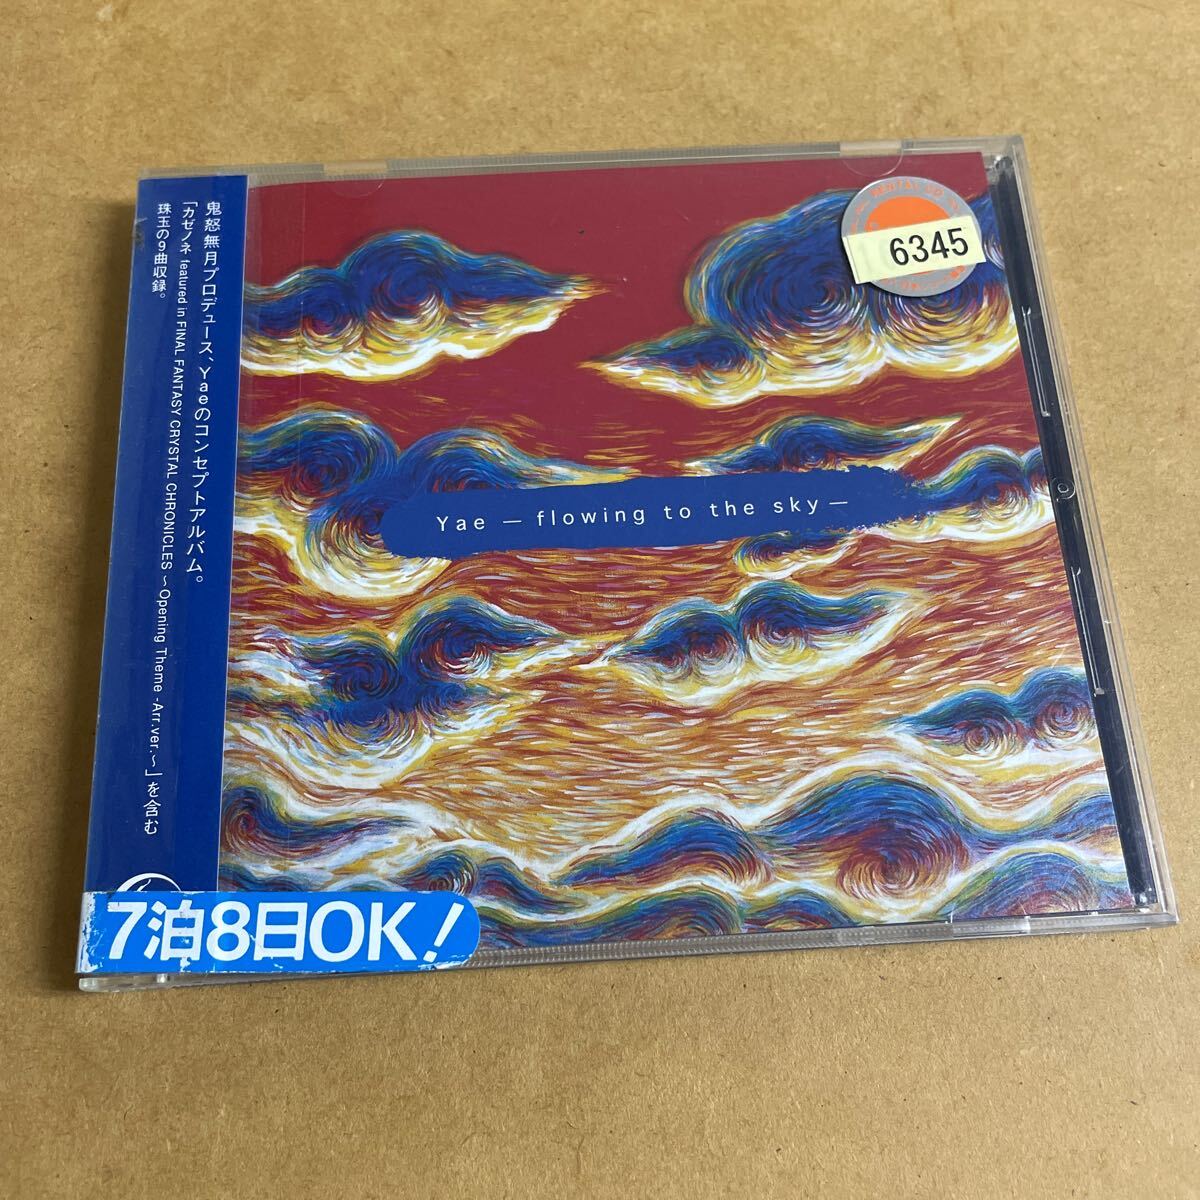 鬼怒無月プロデュース、Yaeのコンセプトアルバム。
「カゼノネ featured in FINAL FANTASY CRYSTAL CHRONICLES ～Opening Theme -Arr.ver.～」を含む
珠玉の9曲収録。
RENTAL CD
6345
Yae — flowing to the sky —
7泊8日OK!